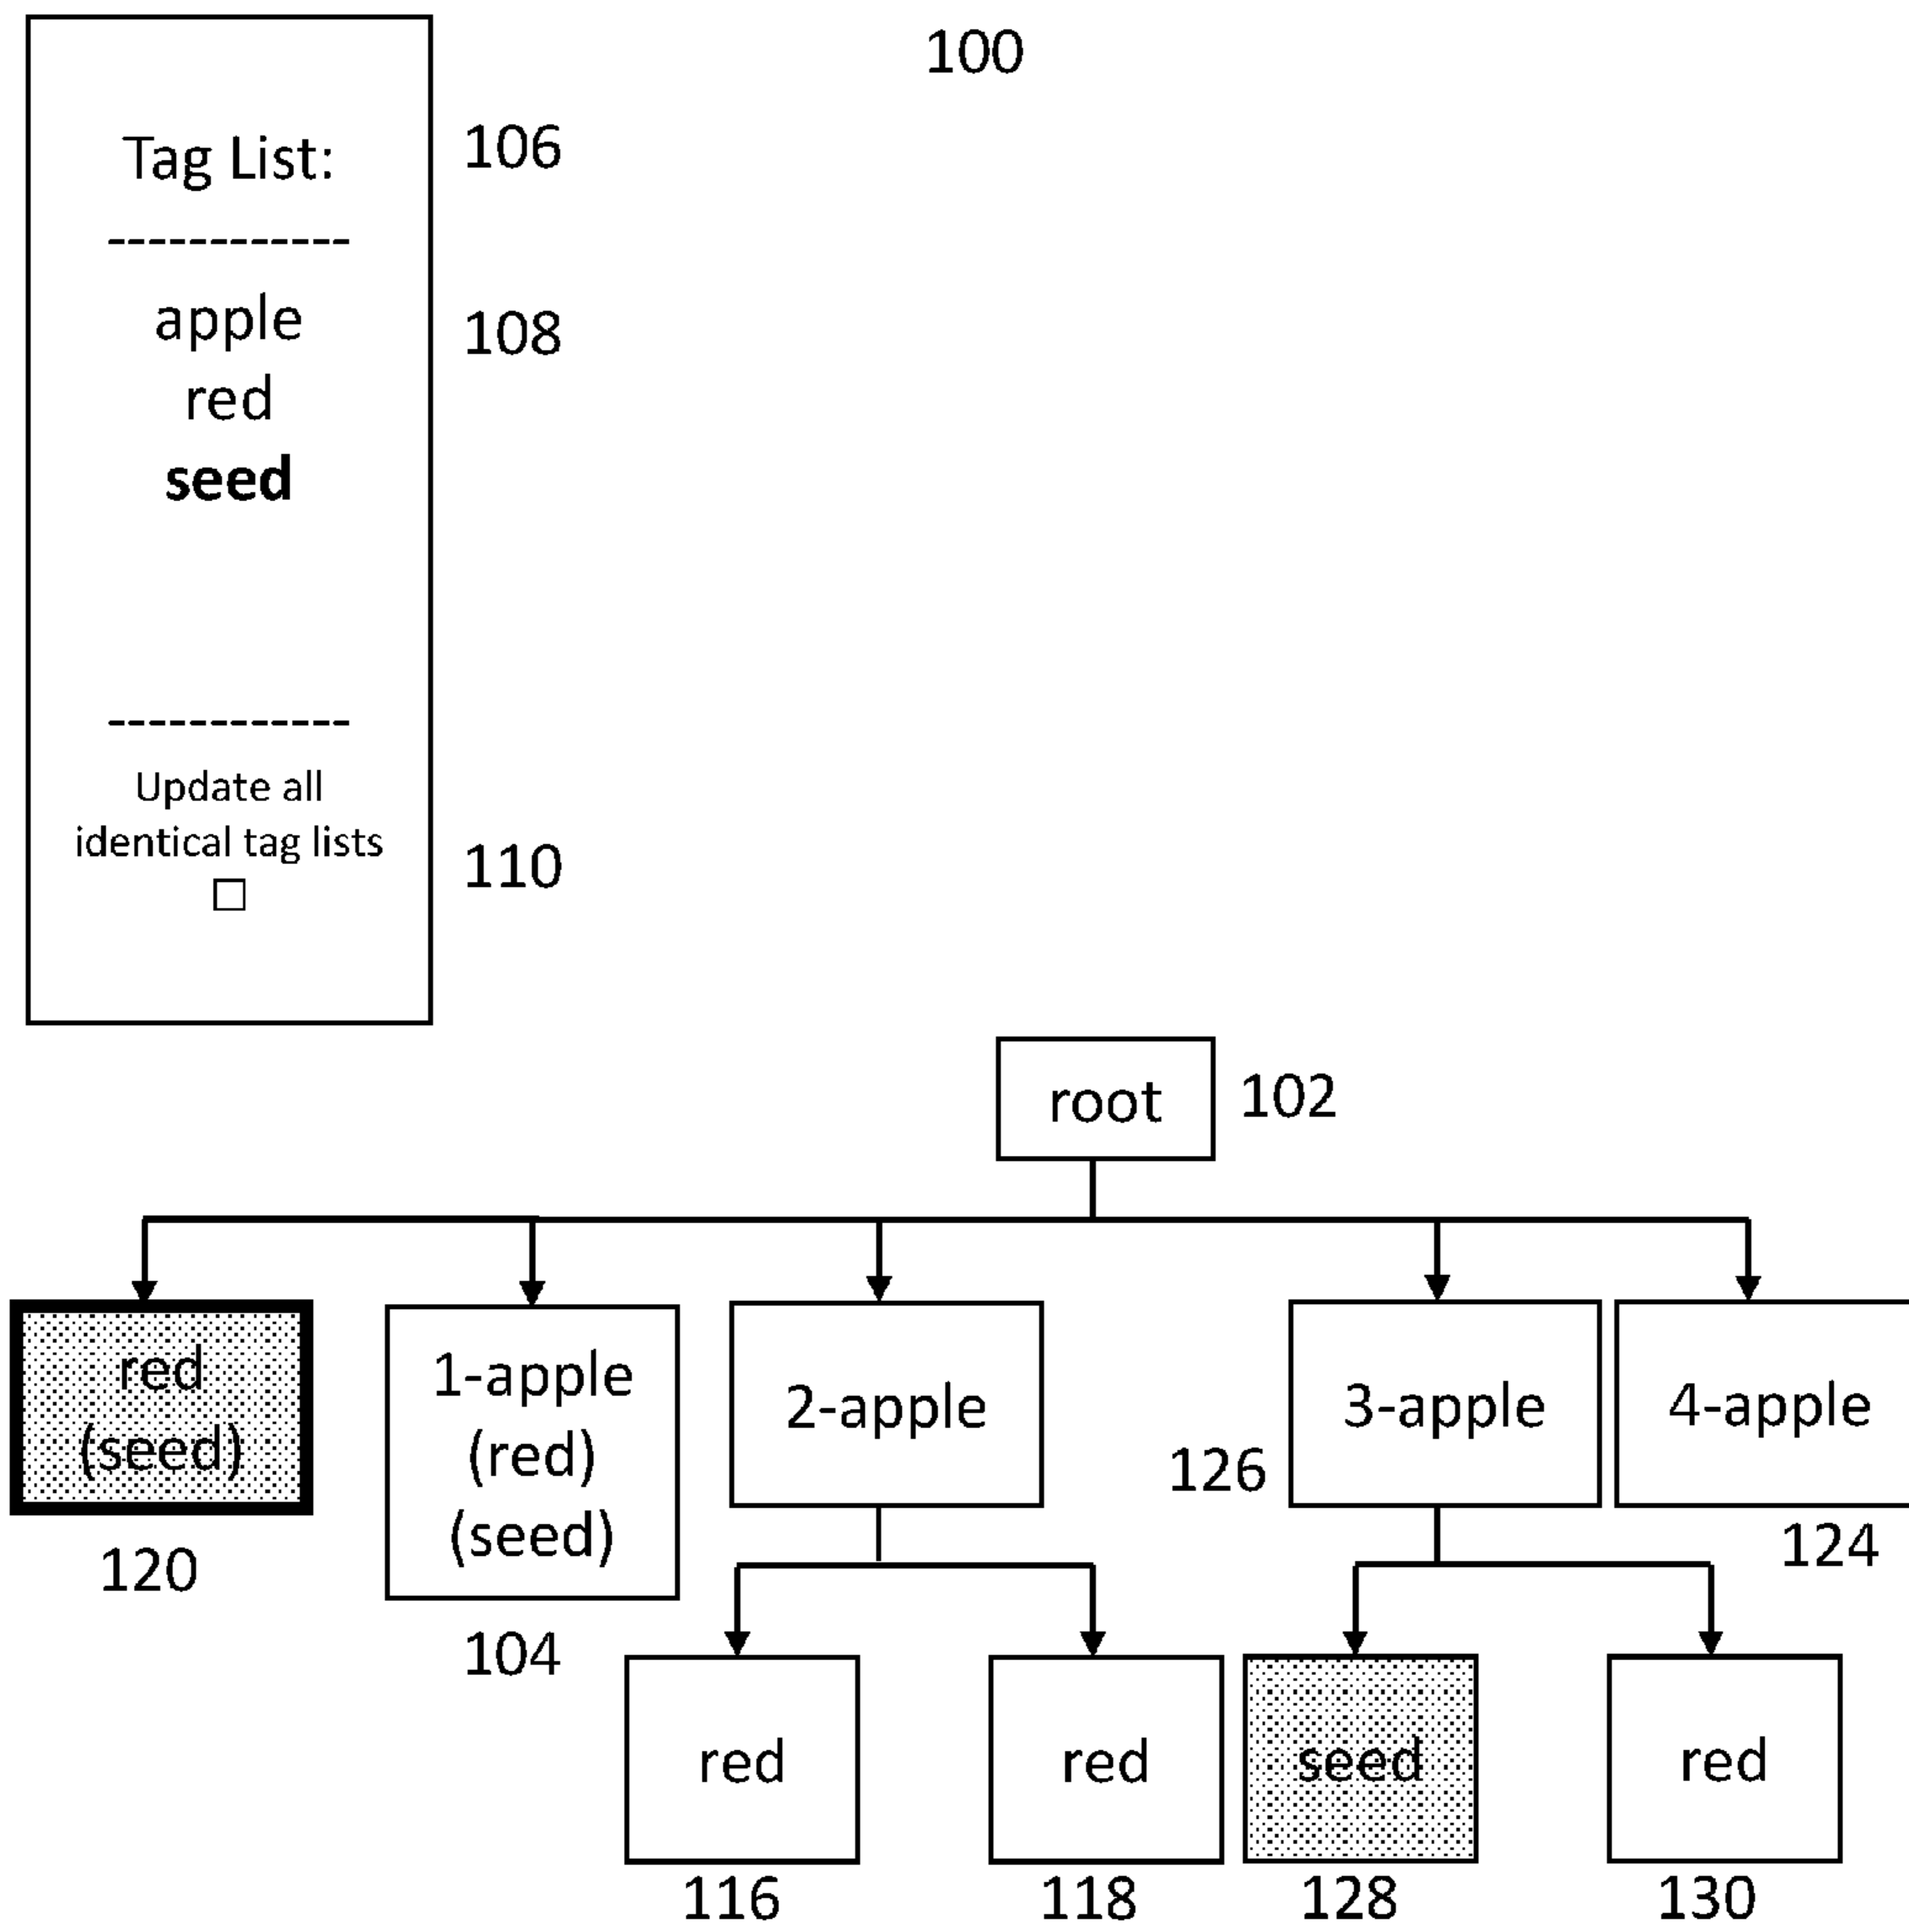 100
Tag List:
106
------------
apple
108
red
seed
------------
Update all
identical tag lists
110
root
102
red
(seed)
120
1-apple
(red)
(seed)
104
2-apple
126
3-apple
4-apple
124
red
116
red
118
seed
128
red
130